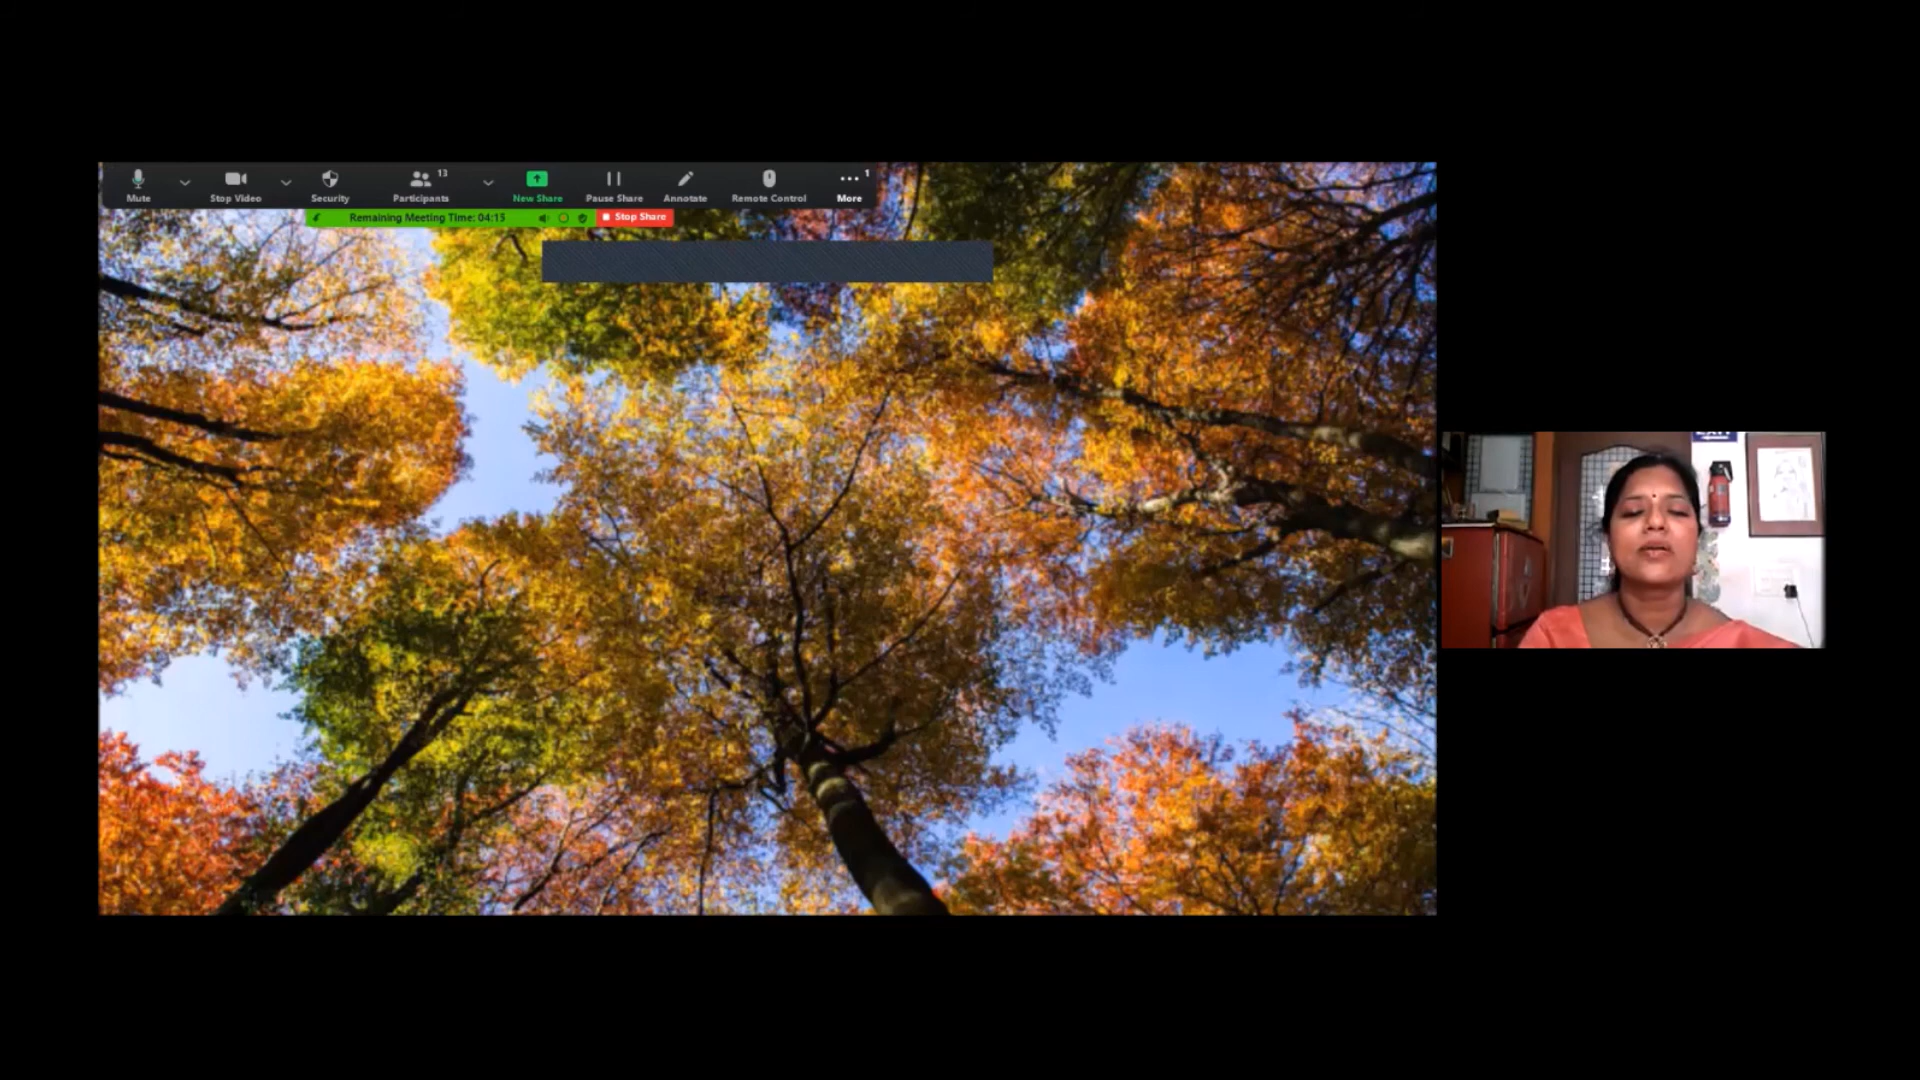 13
1
Mute
Stop Video
Security
Participants
New Share
Pause Share
Annotate
Remote Control
More
Remaining Meeting Time: 04:15
Stop Share